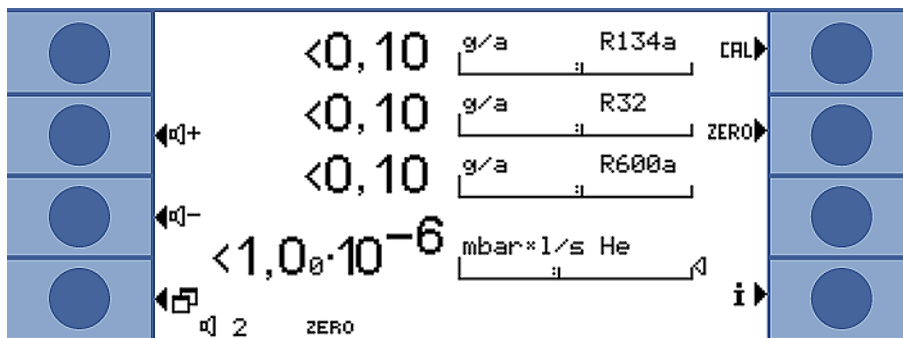 <0,10 g/a R134a CAL
<0,10 g/a R32 ZERO
+
<0,10 g/a R600a
-
<1,0₀·10⁻⁶ mbar×l/s He
i
2 ZERO